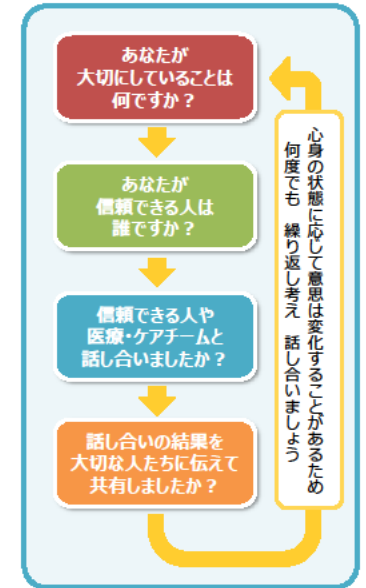 あなたが
大切にしていることは
何ですか？
あなたが
信頼できる人は
誰ですか？
信頼できる人や
医療・ケアチームと
話し合いましたか？
話し合いの結果を
大切な人たちに伝えて
共有しましたか？
心身の状態に応じて意思は変化することがあるため
何度でも　繰り返し考え　話し合いましょう